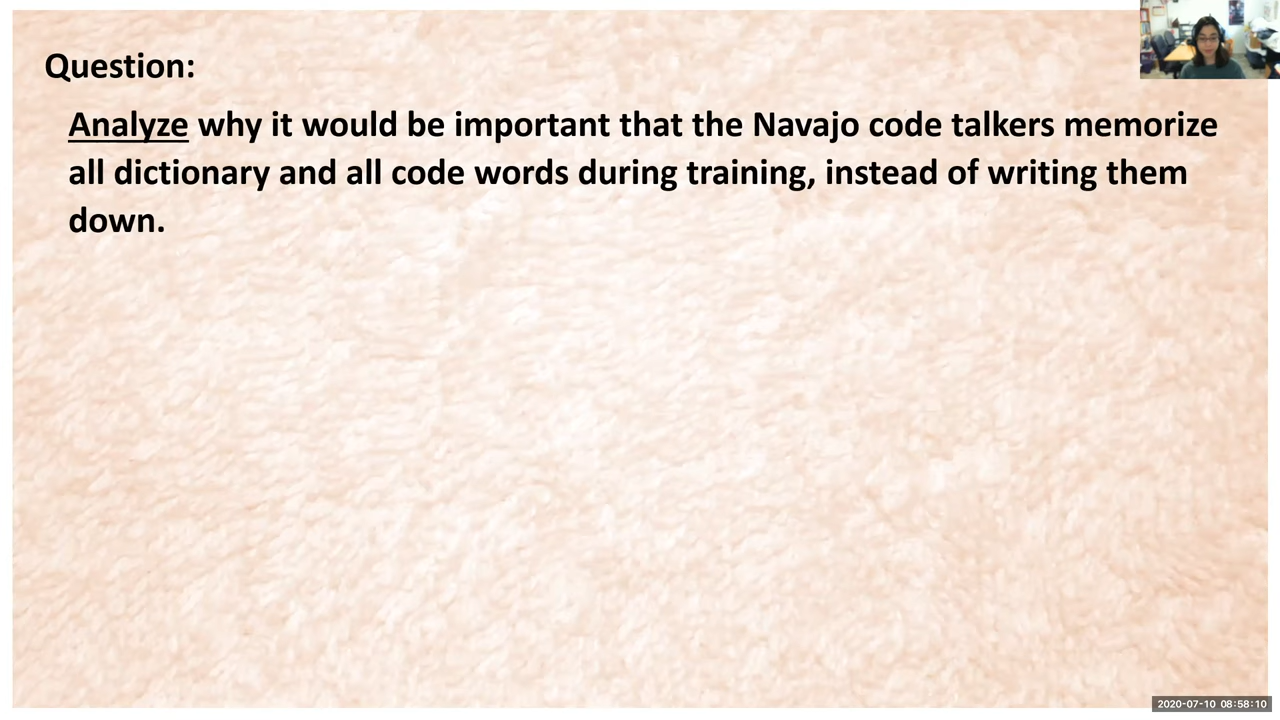 Question:
Analyze why it would be important that the Navajo code talkers memorize
all dictionary and all code words during training, instead of writing them
down.
2020-07-10 08:58:10